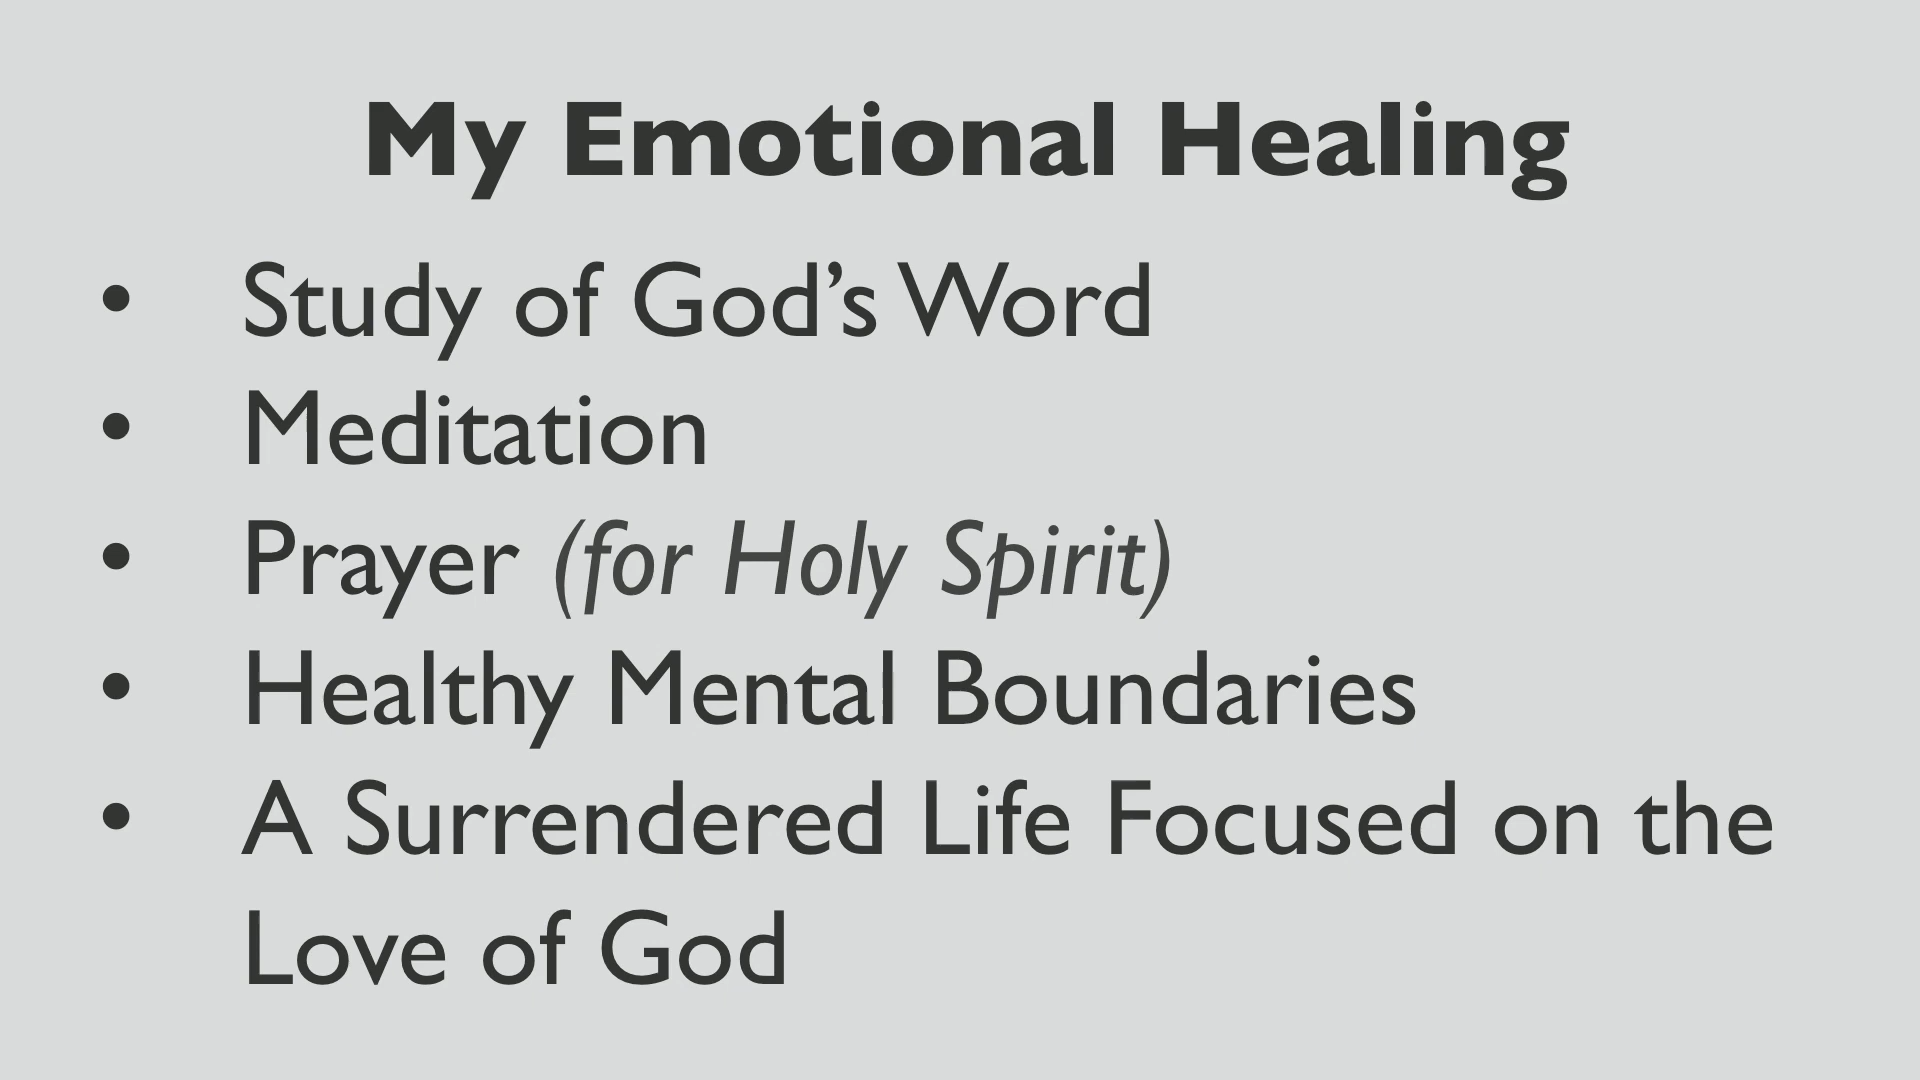 My Emotional Healing
• Study of God’s Word
• Meditation
• Prayer (for Holy Spirit)
• Healthy Mental Boundaries
• A Surrendered Life Focused on the
Love of God